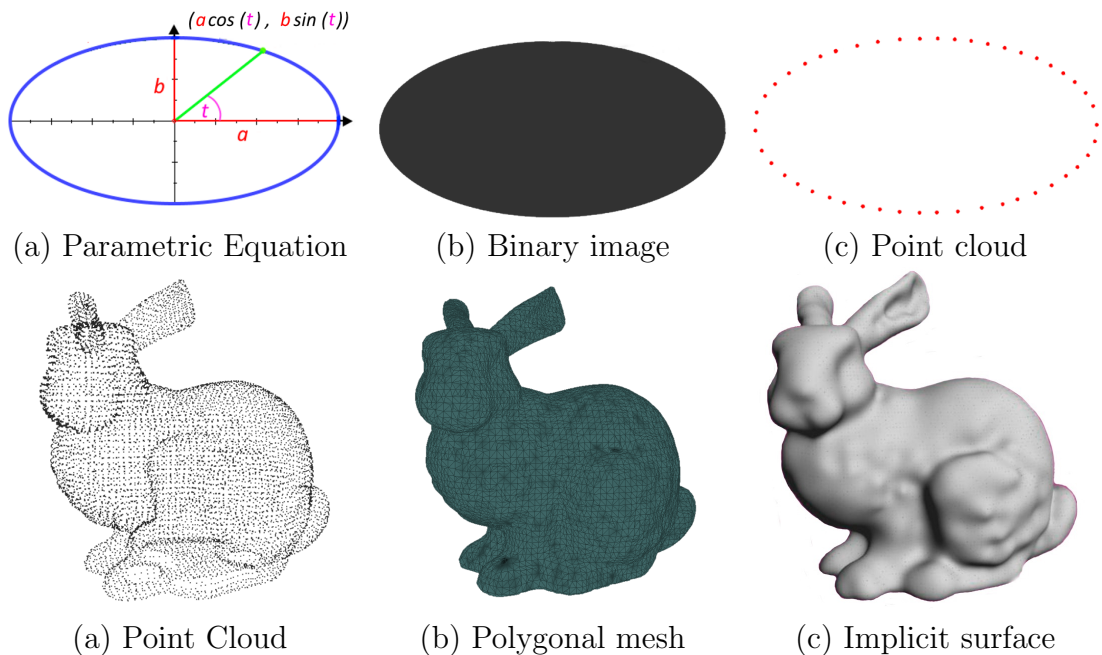 (a cos (t) , b sin (t))
b
t
a
(a) Parametric Equation
(b) Binary image
(c) Point cloud
(a) Point Cloud
(b) Polygonal mesh
(c) Implicit surface